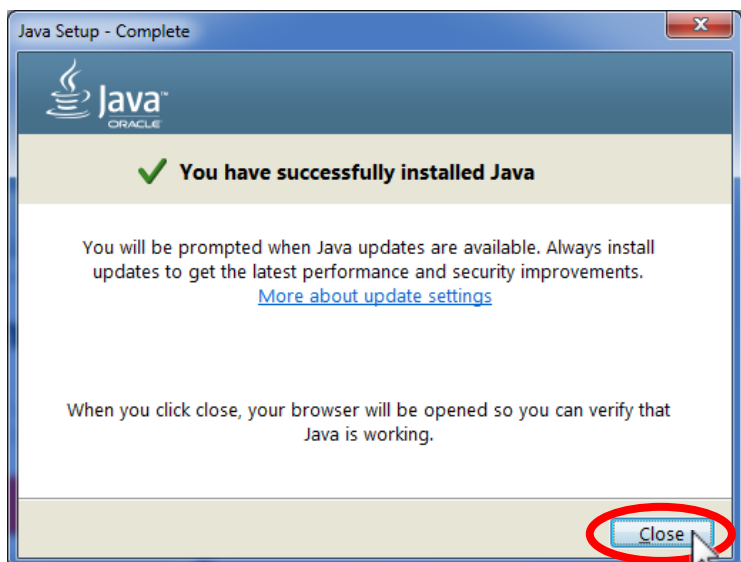 Java Setup - Complete
x
Java™
ORACLE
You have successfully installed Java
You will be prompted when Java updates are available. Always install
updates to get the latest performance and security improvements.
More about update settings
When you click close, your browser will be opened so you can verify that
Java is working.
Close